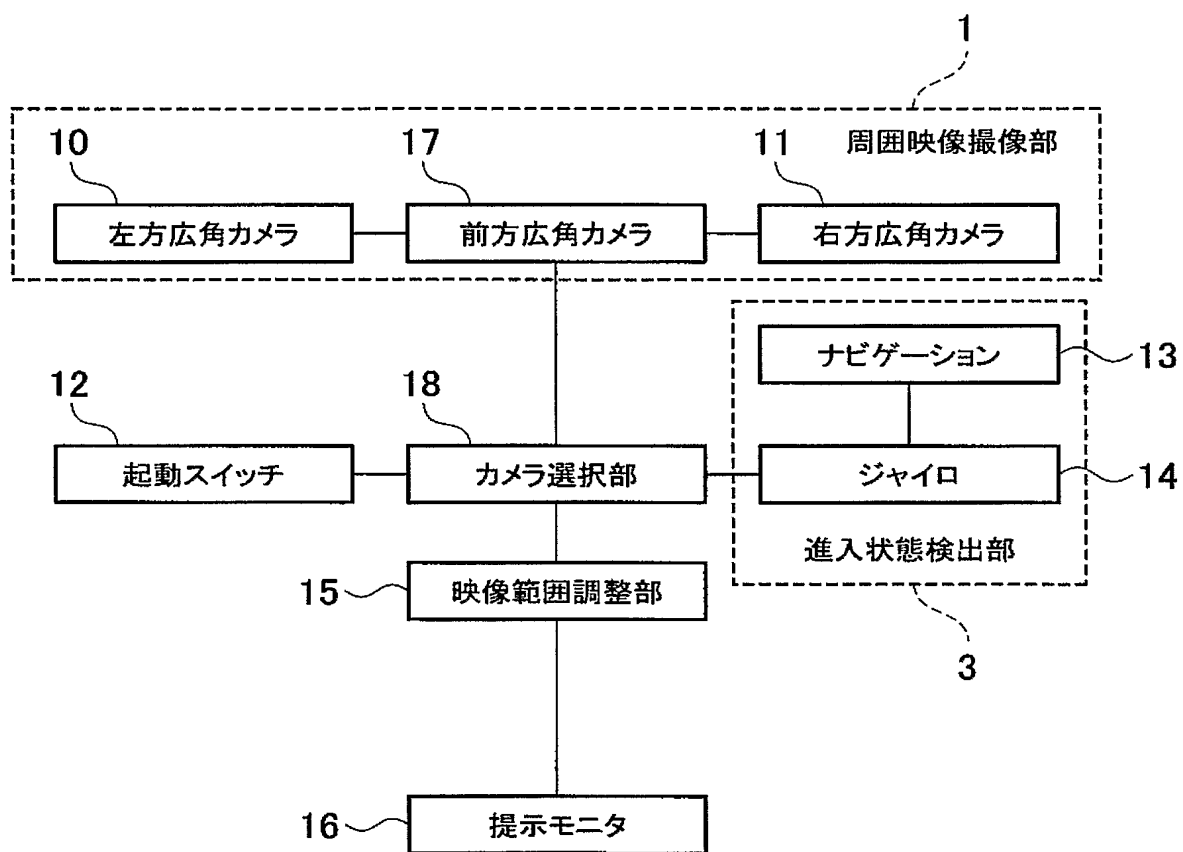 1
周囲映像撮像部
10
17
11
左方広角カメラ
前方広角カメラ
右方広角カメラ
ナビゲーション
13
12
18
起動スイッチ
カメラ選択部
ジャイロ
14
進入状態検出部
15
映像範囲調整部
3
16
提示モニタ